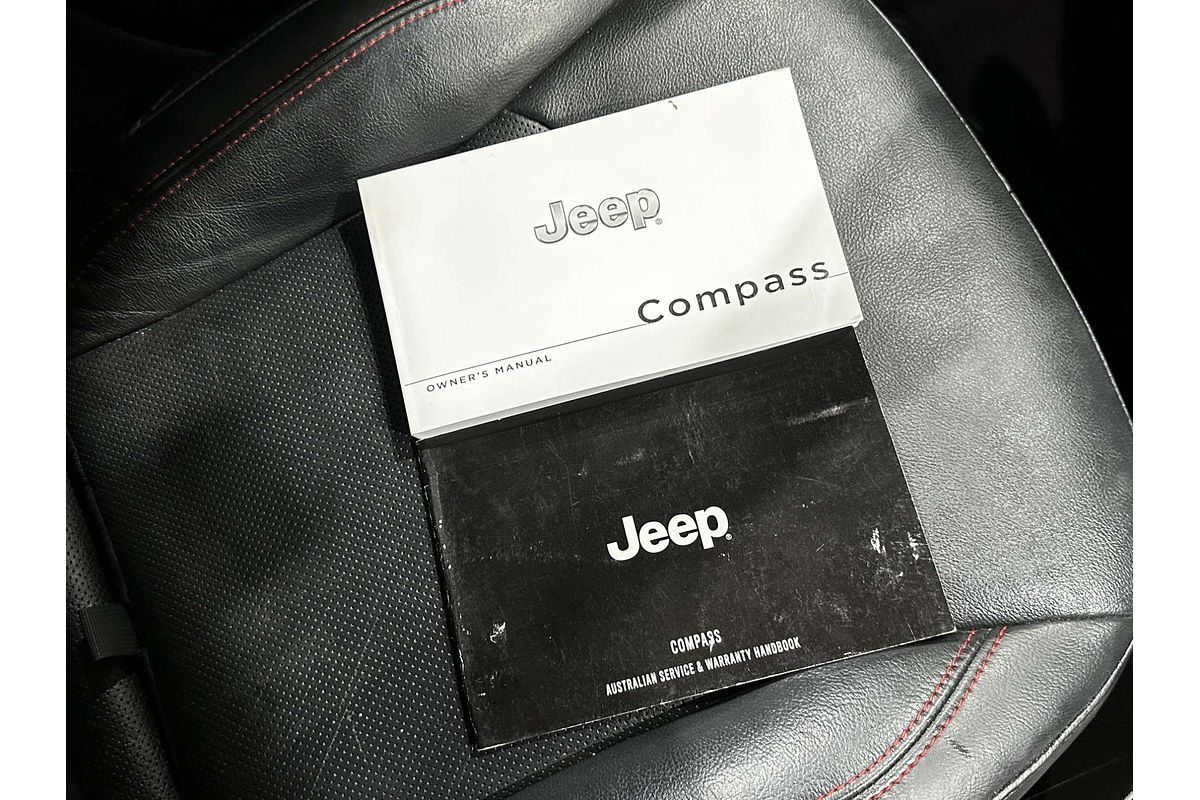 Jeep®
Compass
OWNER'S MANUAL
Jeep®
COMPASS
AUSTRALIAN SERVICE & WARRANTY HANDBOOK